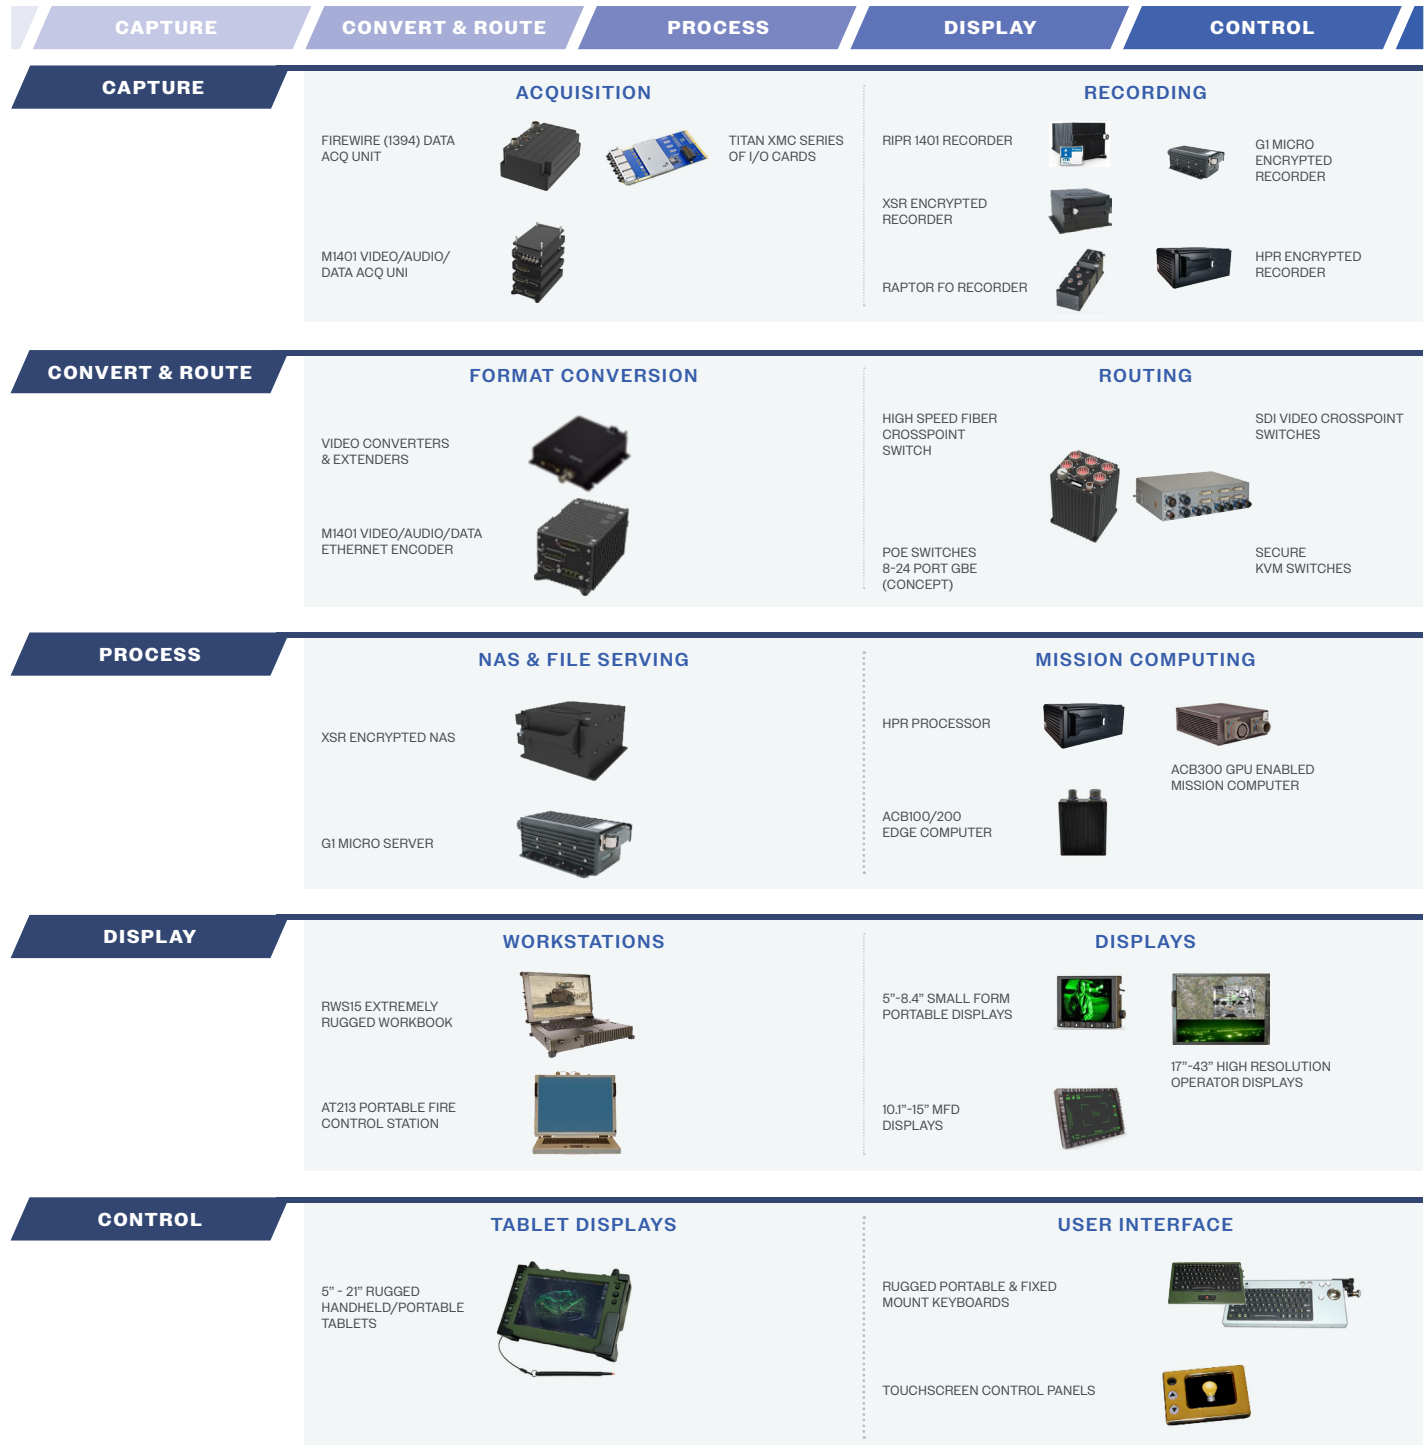 CAPTURE
CONVERT & ROUTE
PROCESS
DISPLAY
CONTROL
CAPTURE
ACQUISITION
FIREWIRE (1394) DATA
ACQ UNIT
TITAN XMC SERIES
OF I/O CARDS
M1401 VIDEO/AUDIO/
DATA ACQ UNI
RECORDING
RIPR 1401 RECORDER
G1 MICRO
ENCRYPTED
RECORDER
XSR ENCRYPTED
RECORDER
HPR ENCRYPTED
RECORDER
RAPTOR FO RECORDER
CONVERT & ROUTE
FORMAT CONVERSION
VIDEO CONVERTERS
& EXTENDERS
M1401 VIDEO/AUDIO/DATA
ETHERNET ENCODER
ROUTING
HIGH SPEED FIBER
CROSSPOINT
SWITCH
SDI VIDEO CROSSPOINT
SWITCHES
POE SWITCHES
8-24 PORT GBE
(CONCEPT)
SECURE
KVM SWITCHES
PROCESS
NAS & FILE SERVING
XSR ENCRYPTED NAS
G1 MICRO SERVER
MISSION COMPUTING
HPR PROCESSOR
ACB300 GPU ENABLED
MISSION COMPUTER
ACB100/200
EDGE COMPUTER
DISPLAY
WORKSTATIONS
RWS15 EXTREMELY
RUGGED WORKBOOK
AT213 PORTABLE FIRE
CONTROL STATION
DISPLAYS
5”-8.4” SMALL FORM
PORTABLE DISPLAYS
17”-43” HIGH RESOLUTION
OPERATOR DISPLAYS
10.1”-15” MFD
DISPLAYS
CONTROL
TABLET DISPLAYS
5” - 21” RUGGED
HANDHELD/PORTABLE
TABLETS
USER INTERFACE
RUGGED PORTABLE & FIXED
MOUNT KEYBOARDS
TOUCHSCREEN CONTROL PANELS